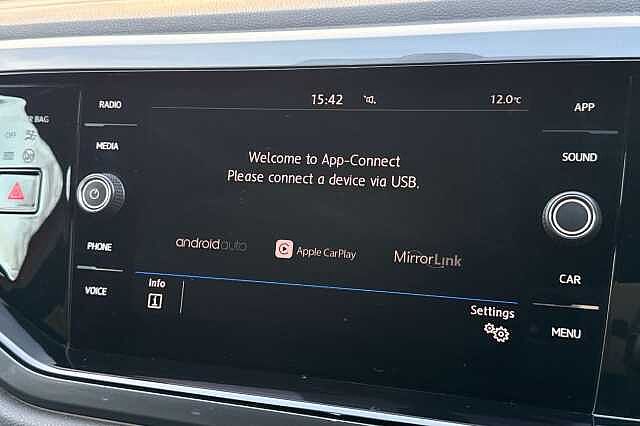 15:42 12.0°C
RADIO
MEDIA
PHONE
VOICE
BAG
OFF
Welcome to App-Connect
Please connect a device via USB.
androidauto
Apple CarPlay
MirrorLink
Info
Settings
APP
SOUND
CAR
MENU